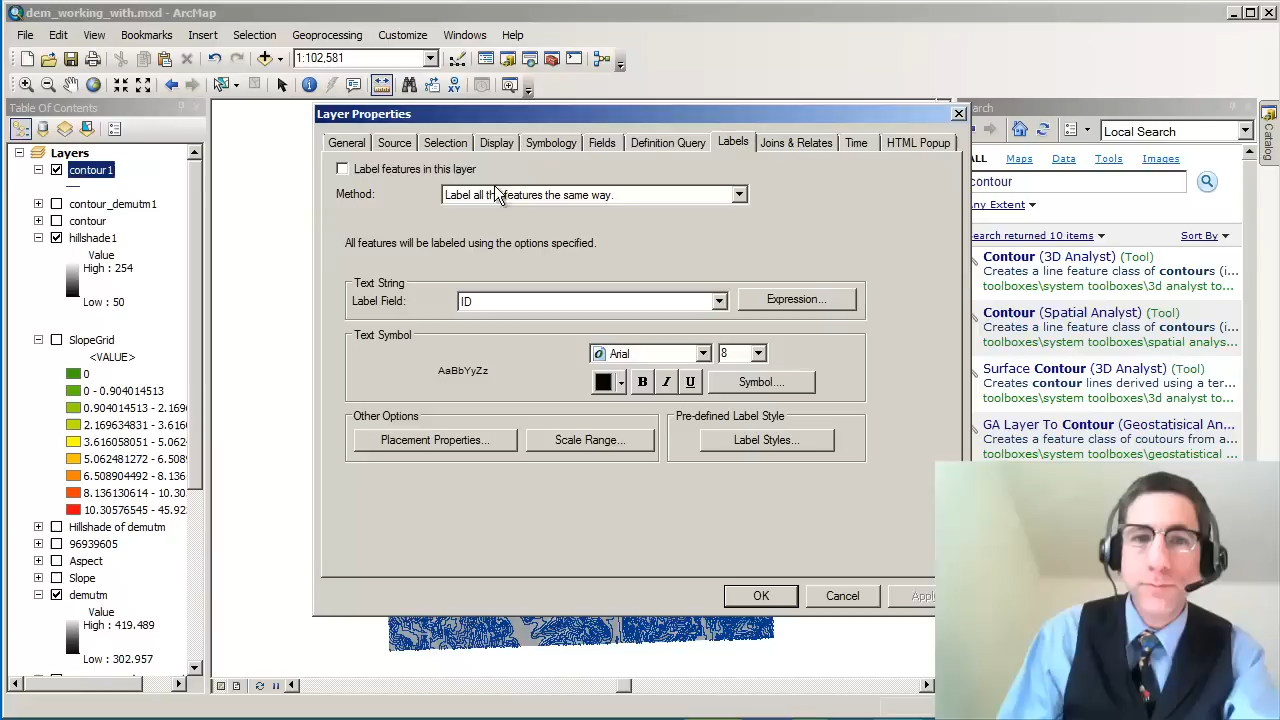 dem_working_with.mxd - ArcMap
File Edit View Bookmarks Insert Selection Geoprocessing Customize Windows Help
1:102,581
Table Of Contents
Layers
contour1
contour_demutm1
contour
hillshade1
Value
High : 254
Low : 50
SlopeGrid
<VALUE>
0
0 - 0.904014513
0.904014513 - 2.169
2.169634831 - 3.616
3.616058051 - 5.062
5.062481272 - 6.508
6.508904492 - 8.136
8.136130614 - 10.30
10.30576545 - 45.92
Hillshade of demutm
96939605
Aspect
Slope
demutm
Value
High : 419.489
Low : 302.957
Layer Properties
General Source Selection Display Symbology Fields Definition Query Labels Joins & Relates Time HTML Popup
Label features in this layer
Method: Label all the features the same way.
All features will be labeled using the options specified.
Text String
Label Field: ID Expression...
Text Symbol
AaBbYyZz
Arial 8
B I U Symbol...
Other Options
Placement Properties... Scale Range...
Pre-defined Label Style
Label Styles...
OK Cancel Appl
arch
Local Search
ALL Maps Data Tools Images
contour
ny Extent
earch returned 10 items Sort By
Contour (3D Analyst) (Tool)
Creates a line feature class of contours (i...
toolboxes\system toolboxes\3d analyst to...
Contour (Spatial Analyst) (Tool)
Creates a line feature class of contours (i...
toolboxes\system toolboxes\spatial analys...
Surface Contour (3D Analyst) (Tool)
Creates contour lines derived using a ter...
toolboxes\system toolboxes\3d analyst to...
GA Layer To Contour (Geostatisical An...
Creates a feature class of coutours from a...
toolboxes\system toolboxes\geostatistical ...
Catalog